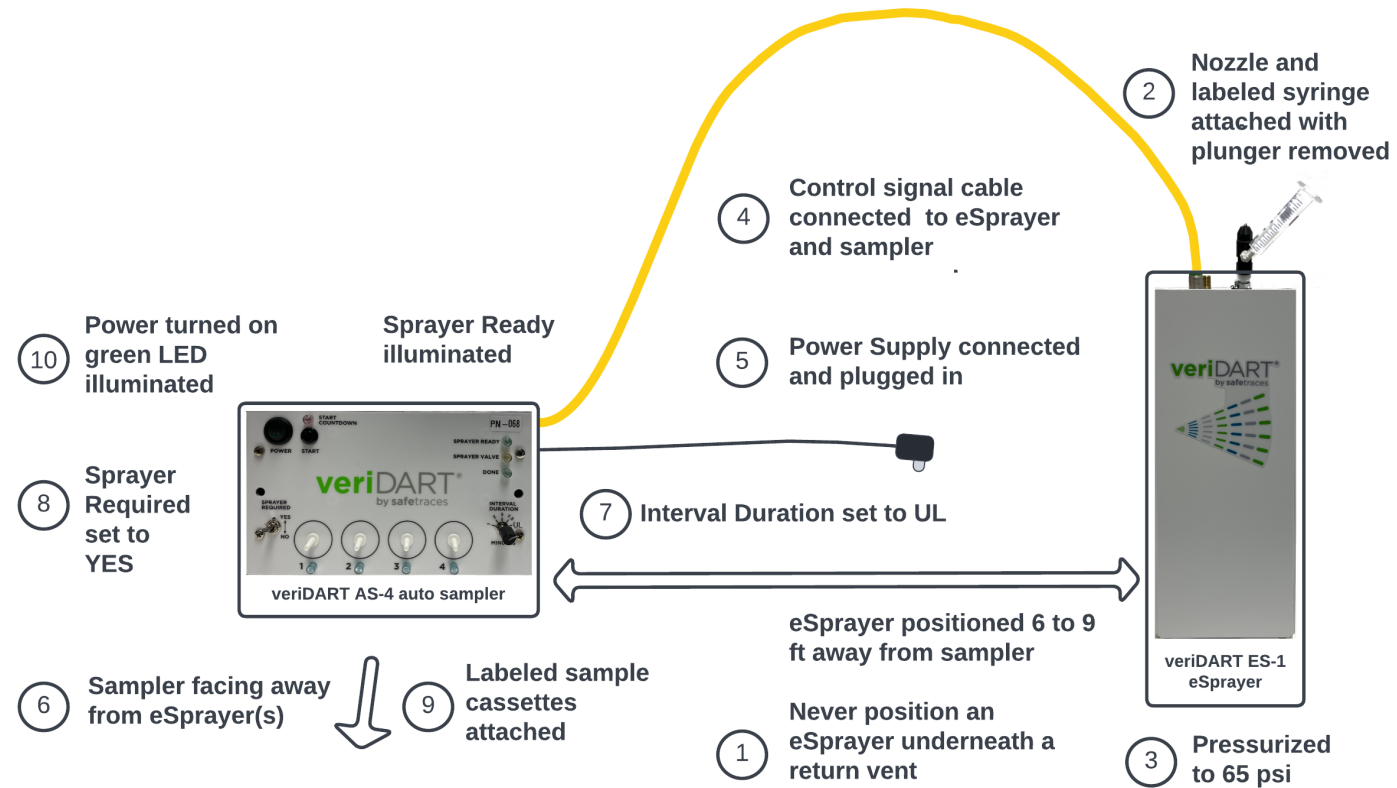 2
Nozzle and
labeled syringe
attached with
plunger removed
4
Control signal cable
connected to eSprayer
and sampler
10
Power turned on
green LED
illuminated
Sprayer Ready
illuminated
5
Power Supply connected
and plugged in
veriDART®
by safetraces
START
COUNTDOWN
POWER
START
PN-068
SPRAYER READY
SPRAYER VALVE
DONE
veriDART®
by safetraces
SPRAYER
REQUIRED
YES
NO
INTERVAL
DURATION
UL
1
2
3
4
veriDART AS-4 auto sampler
8
Sprayer
Required
set to
YES
7
Interval Duration set to UL
eSprayer positioned 6 to 9
ft away from sampler
veriDART ES-1
eSprayer
6
Sampler facing away
from eSprayer(s)
9
Labeled sample
cassettes
attached
1
Never position an
eSprayer underneath a
return vent
3
Pressurized
to 65 psi